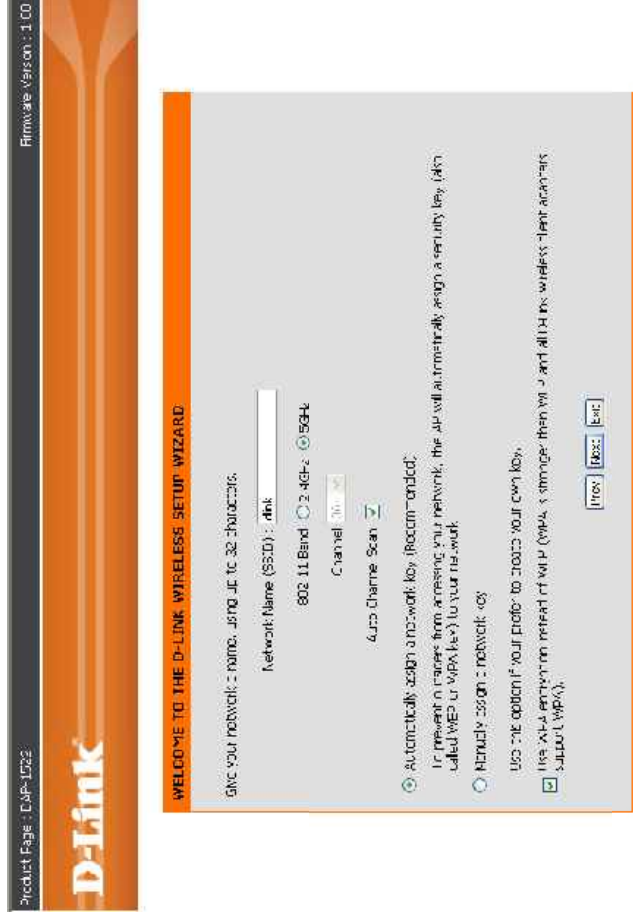 Product Page : DAP-1522
Firmware Version : 1.00
D-Link
WELCOME TO THE D-LINK WIRELESS SETUP WIZARD
Give your network a name, using up to 32 characters.
Network Name (SSID) : dlink
802.11 Band 2.4GHz 5GHz
Channel
Auto Channel Scan
Automatically assign a network key (Recommended)
To prevent outsiders from accessing your network, the AP will automatically assign a security key (also
called WEP or WPA key) to your network
Manually assign a network key
Use this option if your prefer to create your own key.
Use WPA encryption instead of WEP (WPA is stronger than WEP and all D-Link wireless client adapters
support WPA).
Prev Next Exit